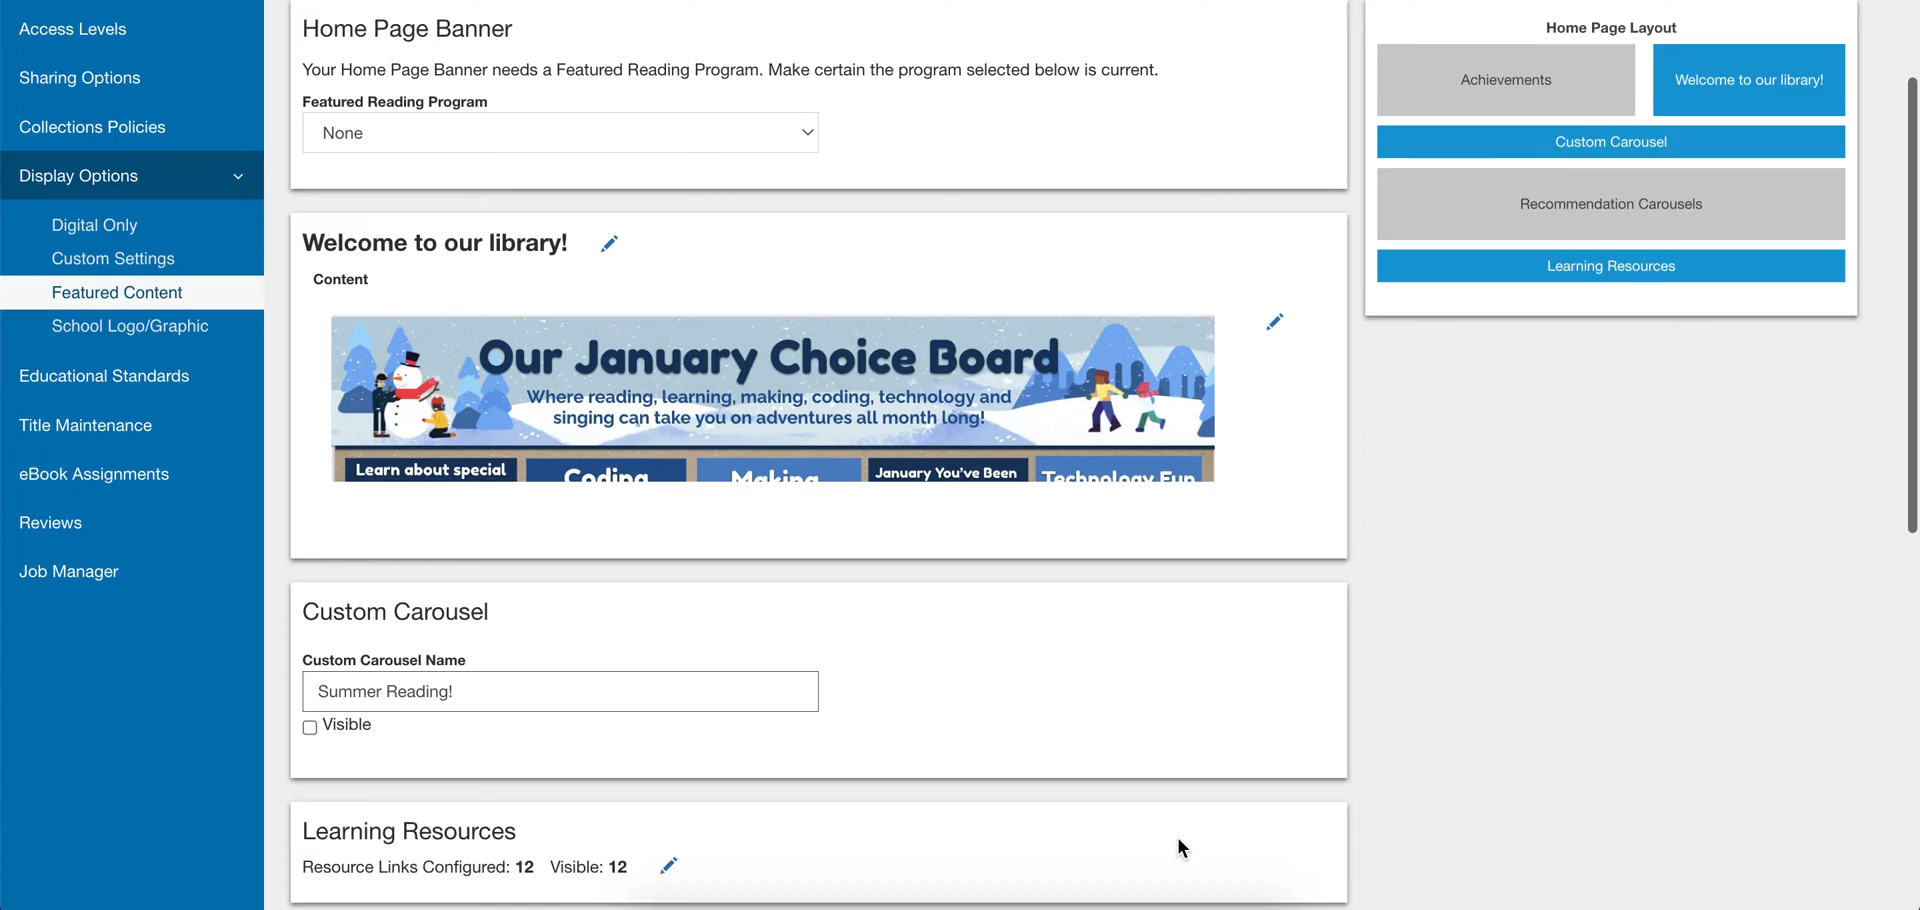 Access Levels
Sharing Options
Collections Policies
Display Options
Digital Only
Custom Settings
Featured Content
School Logo/Graphic
Educational Standards
Title Maintenance
eBook Assignments
Reviews
Job Manager
Home Page Banner
Your Home Page Banner needs a Featured Reading Program. Make certain the program selected below is current.
Featured Reading Program
None
Welcome to our library!
Content
Our January Choice Board
Where reading, learning, making, coding, technology and
singing can take you on adventures all month long!
Learn about special
Coding
Making
January You've Been
Technology Fun
Custom Carousel
Custom Carousel Name
Summer Reading!
Visible
Learning Resources
Resource Links Configured: 12 Visible: 12
Home Page Layout
Achievements
Welcome to our library!
Custom Carousel
Recommendation Carousels
Learning Resources